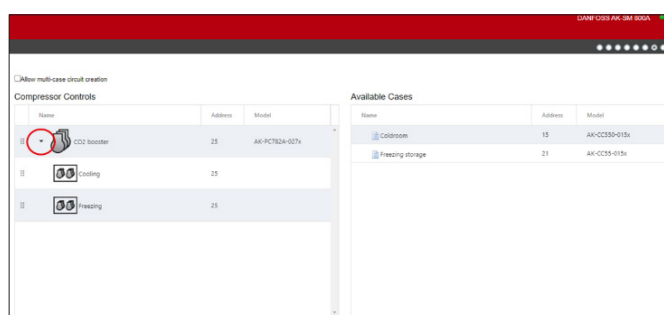 DANFOSS AK-SM 800A
Allow multi-case circuit creation
Compressor Controls
Name Address Model
CO2 booster 25 AK-PC782A-027x
Cooling 25
Freezing 25
Available Cases
Name Address Model
Coldroom 15 AK-CC550-015x
Freezing storage 21 AK-CC55-015x